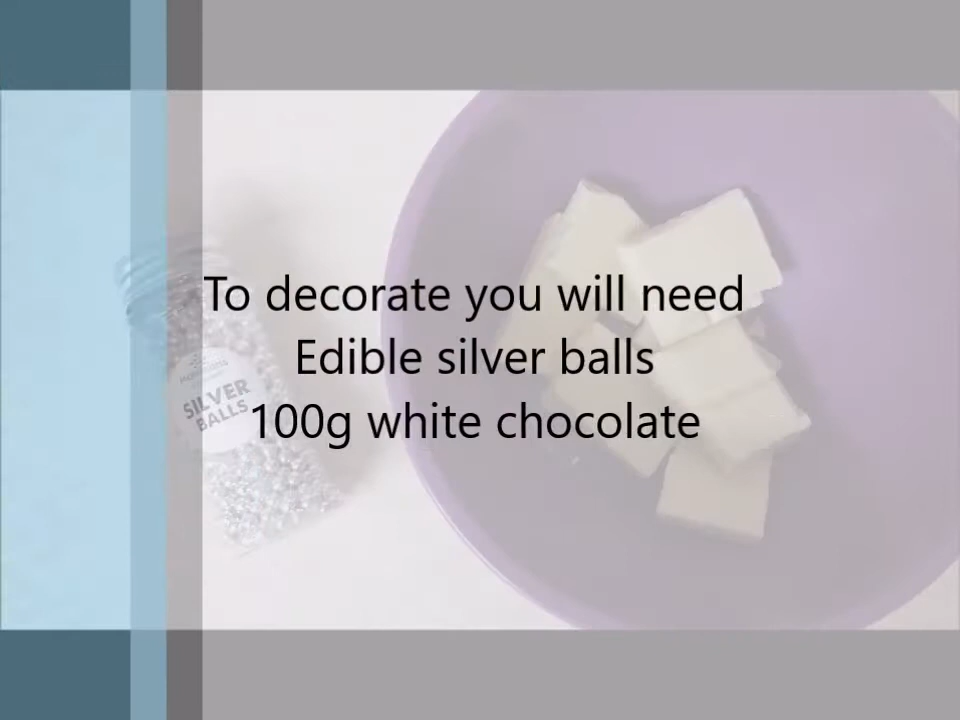 To decorate you will need
Edible silver balls
100g white chocolate
SILVER
BALLS